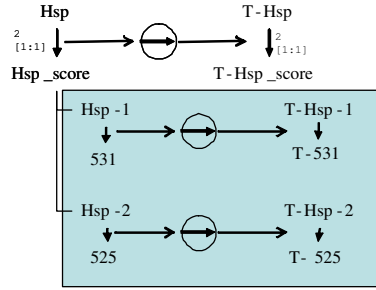 Hsp T-Hsp
2 2
[1:1] [1:1]
Hsp _score T-Hsp _score
Hsp -1 T-Hsp -1
531 T-531
Hsp -2 T-Hsp -2
525 T- 525